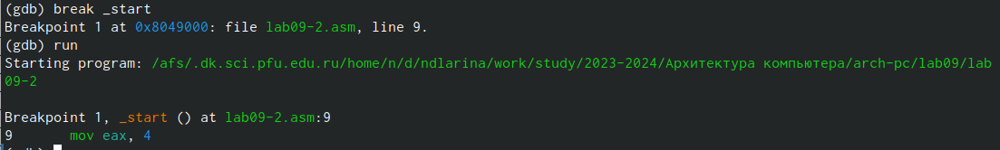 (gdb) break _start
Breakpoint 1 at 0x8049000: file lab09-2.asm, line 9.
(gdb) run
Starting program: /afs/.dk.sci.pfu.edu.ru/home/n/d/ndlarina/work/study/2023-2024/Архитектура компьютера/arch-pc/lab09/lab
09-2
Breakpoint 1, _start () at lab09-2.asm:9
9       mov eax, 4
(gdb)